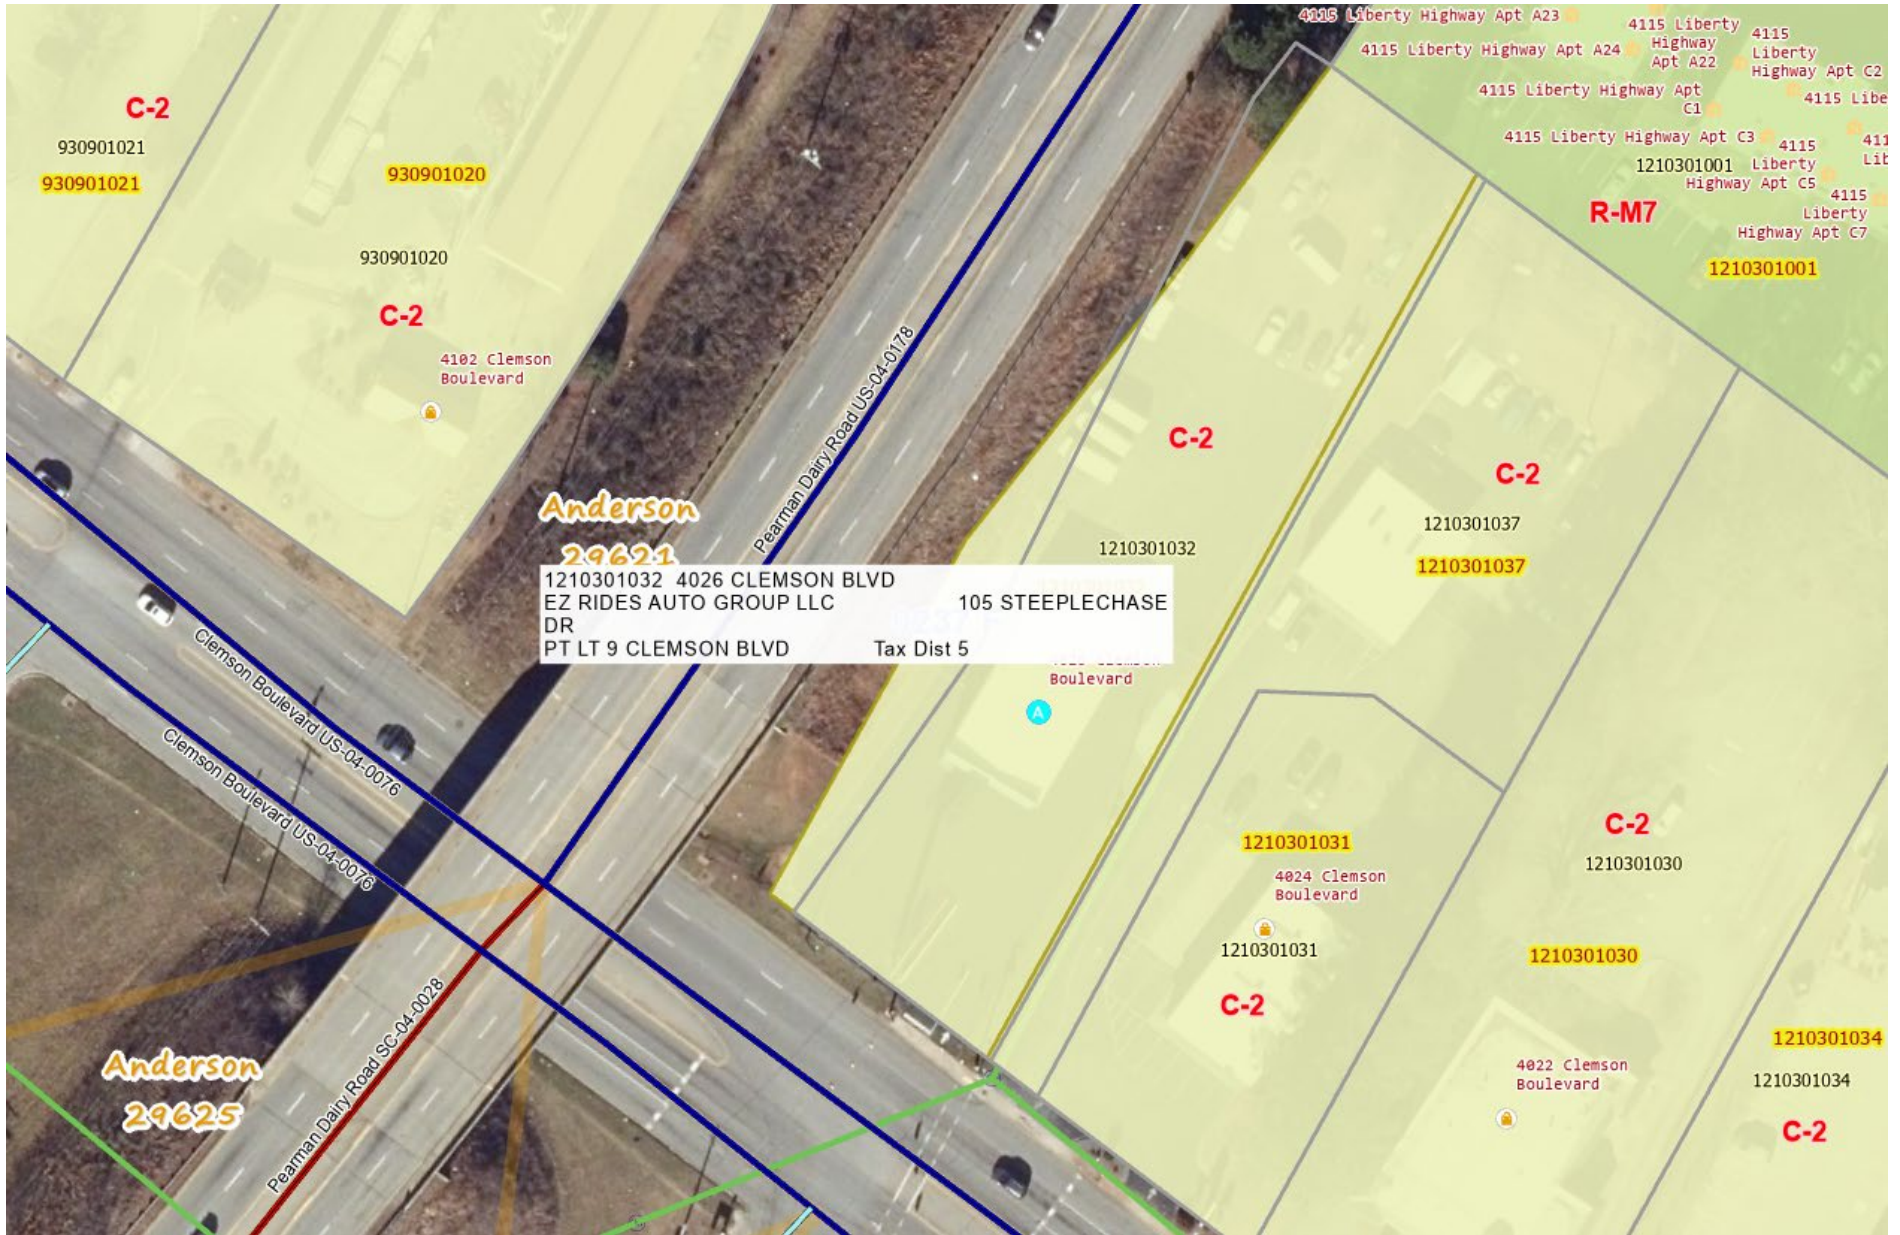 4115 Liberty Highway Apt A23
4115 Liberty Highway Apt A24
4115 Liberty
Highway
Apt A22
4115
Liberty
Highway Apt C2
4115 Liberty Highway Apt
C1
4115 Libe
4115 Liberty Highway Apt C3
4115
Liberty
Highway Apt C5
411
Lib
1210301001
4115
Liberty
Highway Apt C7
R-M7
1210301001
C-2
930901021
930901021
930901020
930901020
C-2
4102 Clemson
Boulevard
Pearman Dairy Road US-04-0178
Anderson
29621
C-2
1210301032
C-2
1210301037
1210301037
1210301032 4026 CLEMSON BLVD
EZ RIDES AUTO GROUP LLC 105 STEEPLECHASE
DR
PT LT 9 CLEMSON BLVD Tax Dist 5
Boulevard
A
Clemson Boulevard US-04-0076
Clemson Boulevard US-04-0076
1210301031
4024 Clemson
Boulevard
1210301031
C-2
C-2
1210301030
1210301030
Pearman Dairy Road SC-04-0028
Anderson
29625
4022 Clemson
Boulevard
1210301034
1210301034
C-2